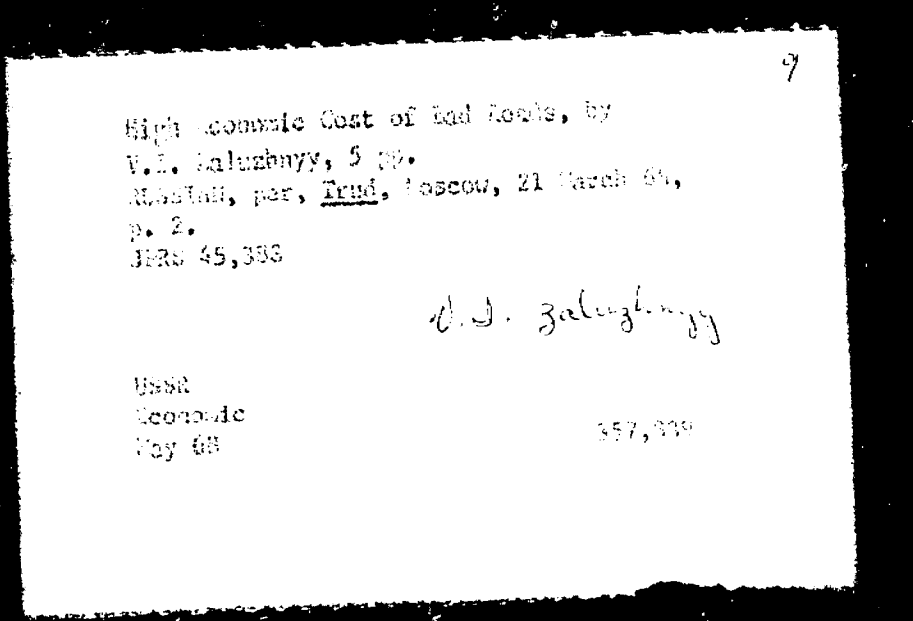 9
High Economic Cost of Bad Roads, by
V.I. Zaluzhnyy, 5 pp.
RUSSIAN, per, Trud, Moscow, 21 March
p. 2.
JPRS 45,383
V.I. Zaluzhnyy
USSR
Economic
May 68